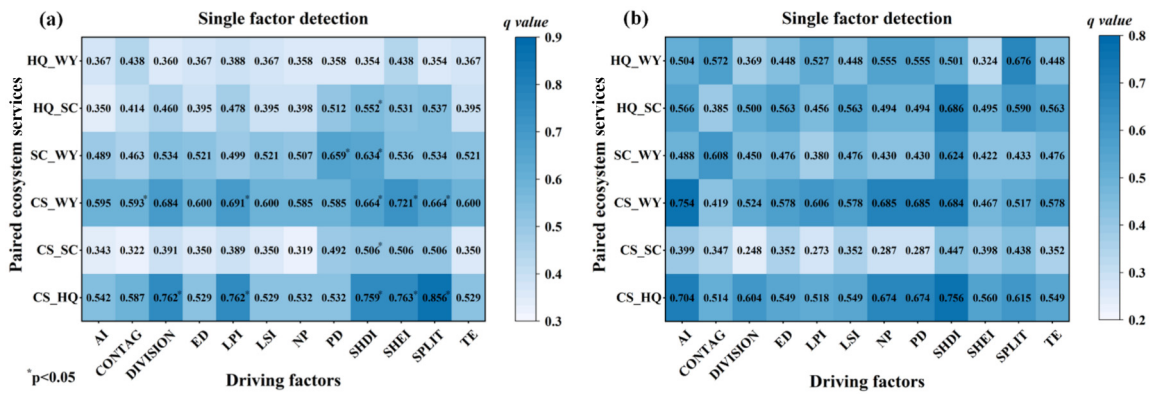 (a) Single factor detection
q value
Paired ecosystem services
HQ_WY 0.367 0.438 0.360 0.367 0.388 0.367 0.358 0.358 0.354 0.438 0.354 0.367
HQ_SC 0.350 0.414 0.460 0.395 0.478 0.395 0.398 0.512 0.552* 0.531 0.537 0.395
SC_WY 0.489 0.463 0.534 0.521 0.499 0.521 0.507 0.659* 0.634* 0.536 0.534 0.521
CS_WY 0.595 0.593* 0.684 0.600 0.691* 0.600 0.585 0.585 0.664* 0.721* 0.664* 0.600
CS_SC 0.343 0.322 0.391 0.350 0.389 0.350 0.319 0.492 0.506* 0.506 0.506 0.350
CS_HQ 0.542 0.587 0.762* 0.529 0.762* 0.529 0.532 0.532 0.759* 0.763* 0.856* 0.529
AI CONTAG DIVISION ED LPI LSI NP PD SHDI SHEI SPLIT TE
Driving factors
*p<0.05
0.9
0.8
0.7
0.6
0.5
0.4
0.3
(b) Single factor detection
q value
Paired ecosystem services
HQ_WY 0.504 0.572 0.369 0.448 0.527 0.448 0.555 0.555 0.501 0.324 0.676 0.448
HQ_SC 0.566 0.385 0.500 0.563 0.456 0.563 0.494 0.494 0.686 0.495 0.590 0.563
SC_WY 0.488 0.608 0.450 0.476 0.380 0.476 0.430 0.430 0.624 0.422 0.433 0.476
CS_WY 0.754 0.419 0.524 0.578 0.606 0.578 0.685 0.685 0.684 0.467 0.517 0.578
CS_SC 0.399 0.347 0.248 0.352 0.273 0.352 0.287 0.287 0.447 0.398 0.438 0.352
CS_HQ 0.704 0.514 0.604 0.549 0.518 0.549 0.674 0.674 0.756 0.560 0.615 0.549
AI CONTAG DIVISION ED LPI LSI NP PD SHDI SHEI SPLIT TE
Driving factors
0.8
0.7
0.6
0.5
0.4
0.3
0.2